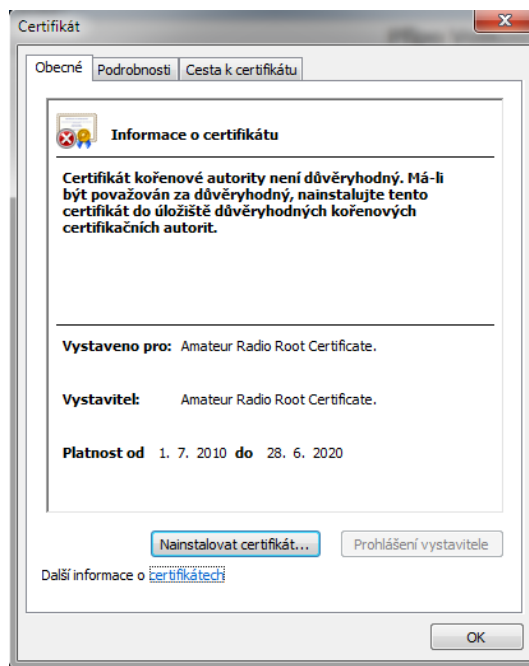 Certifikát
Obecné Podrobnosti Cesta k certifikátu
Informace o certifikátu
Certifikát kořenové autority není důvěryhodný. Má-li
být považován za důvěryhodný, nainstalujte tento
certifikát do úložiště důvěryhodných kořenových
certifikačních autorit.
Vystaveno pro: Amateur Radio Root Certificate.
Vystavitel: Amateur Radio Root Certificate.
Platnost od 1. 7. 2010 do 28. 6. 2020
Nainstalovat certifikát... Prohlášení vystavitele
Další informace o certifikátech
OK